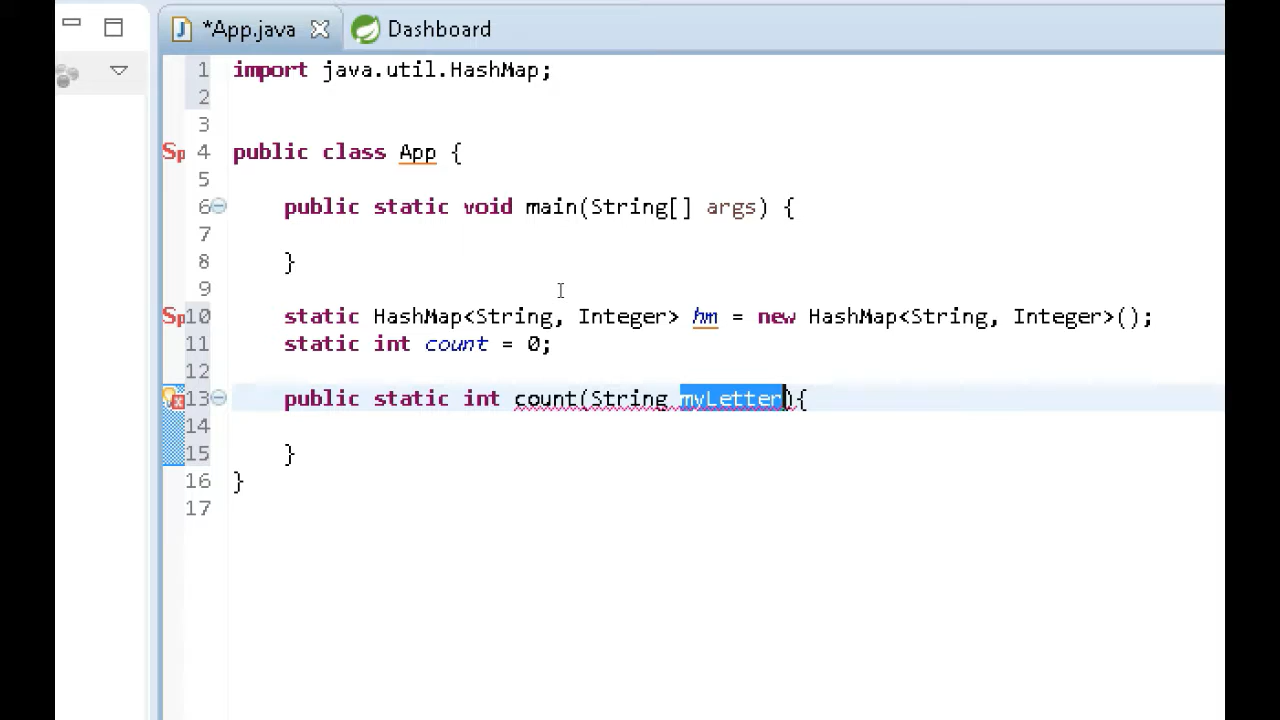 *App.java Dashboard
1 import java.util.HashMap;
2
3
Sp 4 public class App {
5
6 public static void main(String[] args) {
7
8 }
9
Sp 10 static HashMap<String, Integer> hm = new HashMap<String, Integer>();
11 static int count = 0;
12
13 public static int count(String myLetter){
14
15 }
16 }
17